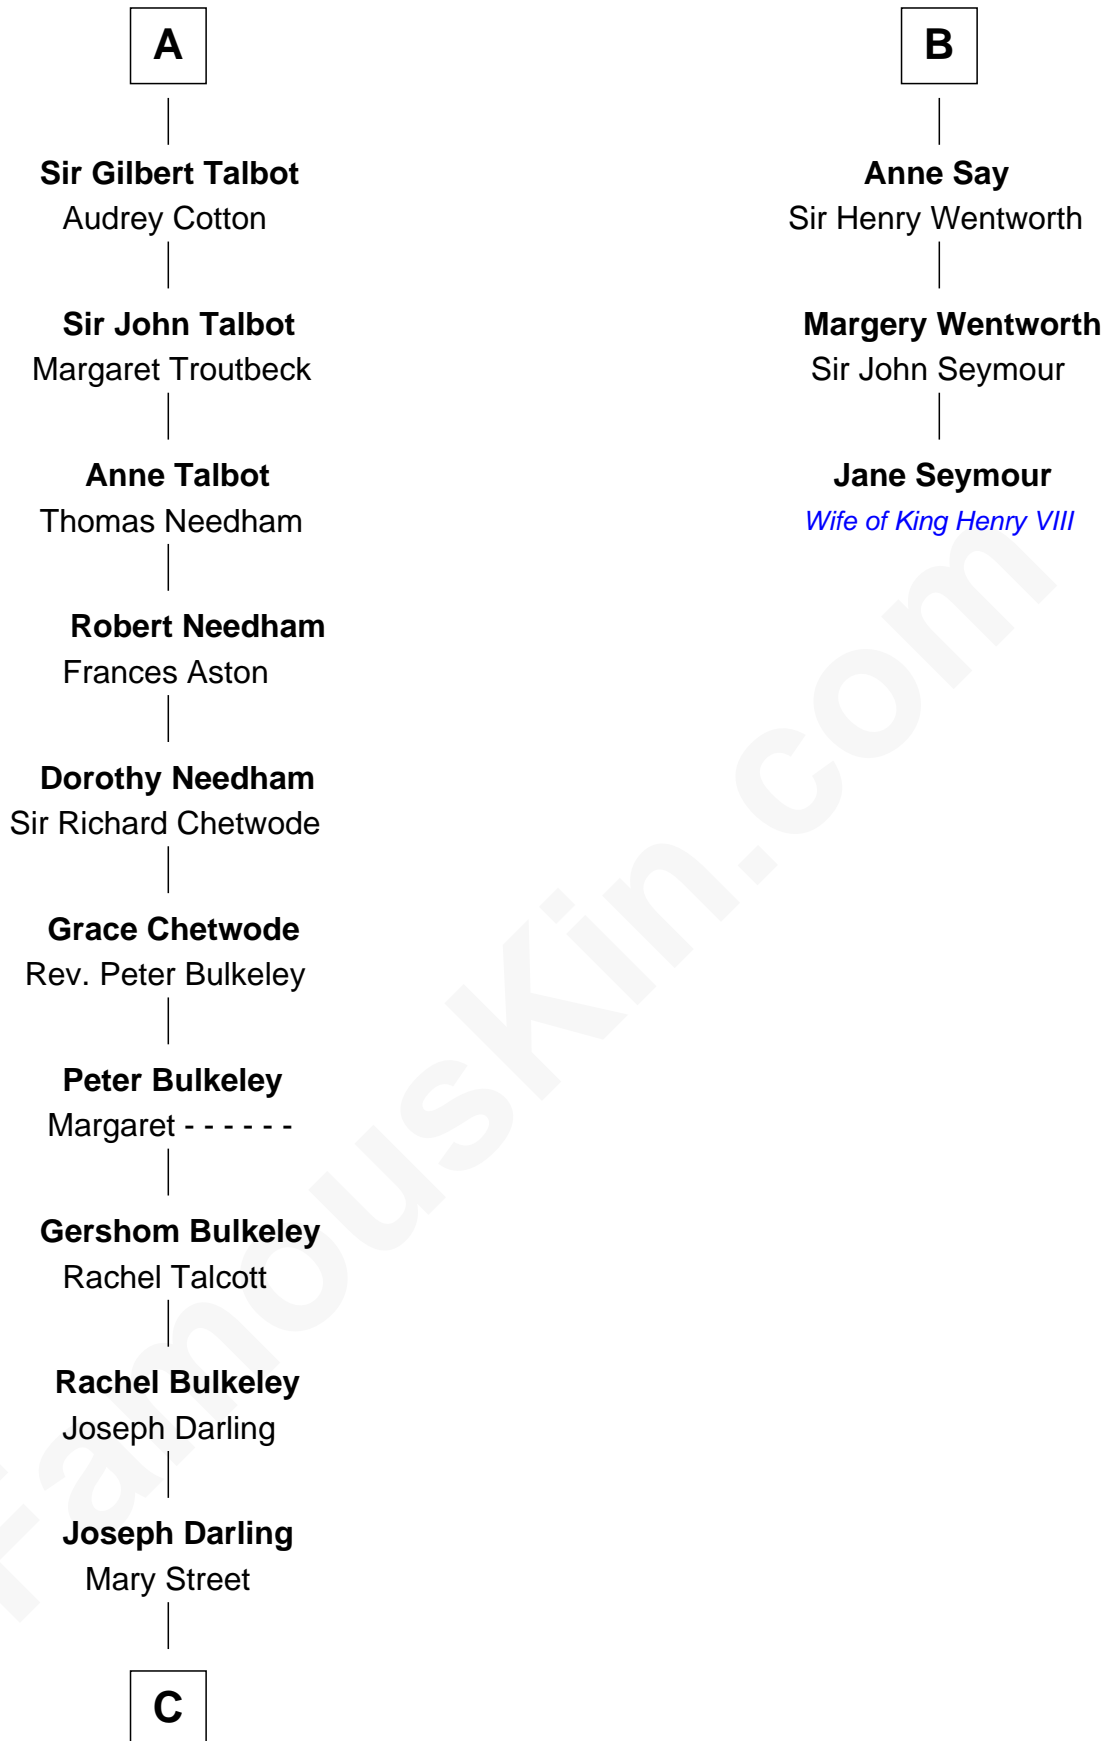 A
Sir Gilbert Talbot
Audrey Cotton
Sir John Talbot
Margaret Troutbeck
Anne Talbot
Thomas Needham
Robert Needham
Frances Aston
Dorothy Needham
Sir Richard Chetwode
Grace Chetwode
Rev. Peter Bulkeley
Peter Bulkeley
Margaret - - - - - -
Gershom Bulkeley
Rachel Talcott
Rachel Bulkeley
Joseph Darling
Joseph Darling
Mary Street
C
B
Anne Say
Sir Henry Wentworth
Margery Wentworth
Sir John Seymour
Jane Seymour
Wife of King Henry VIII
FamousKin.com